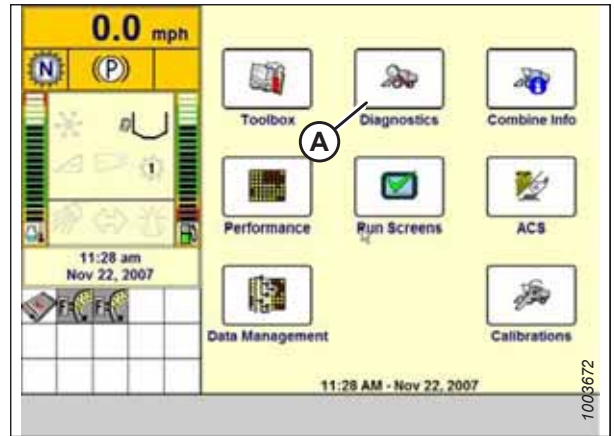 0.0 mph
N
(P)
1
11:28 am
Nov 22, 2007
F F
Toolbox
Diagnostics
Combine Info
A
Performance
Run Screens
ACS
Data Management
Calibrations
11:28 AM - Nov 22, 2007
1003672